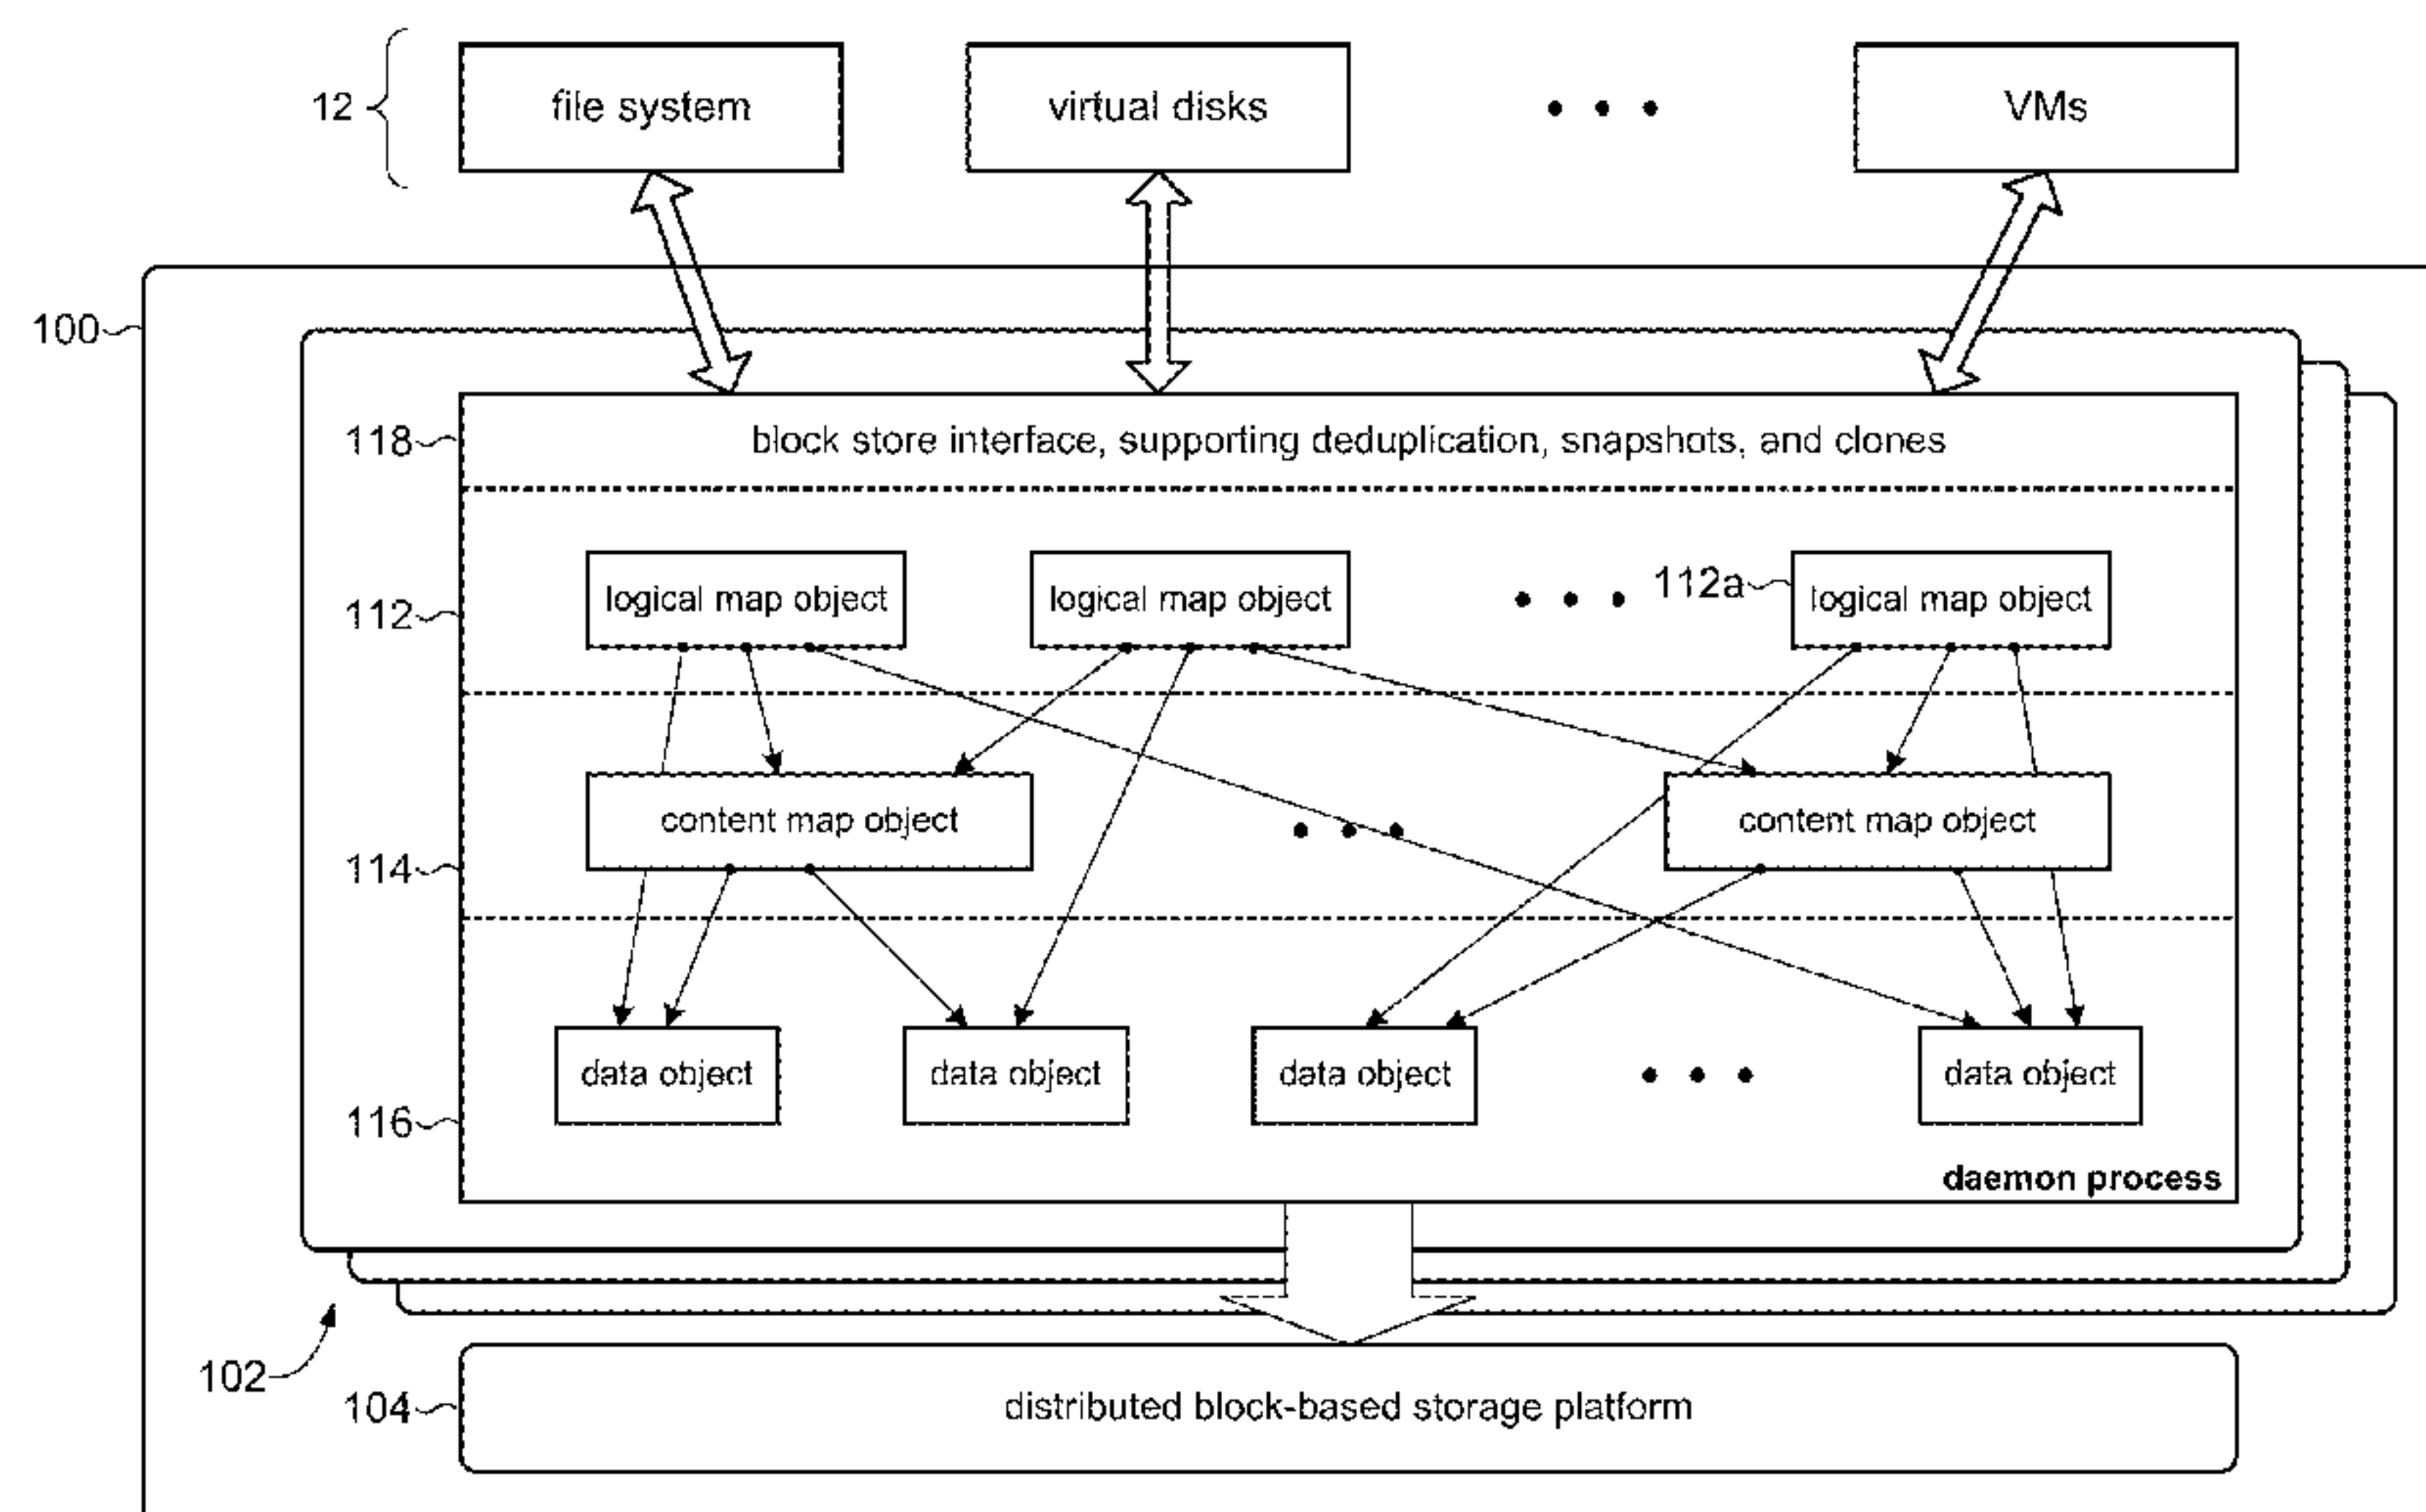 12
file system
virtual disks
• • •
VMs
100
118
block store interface, supporting deduplication, snapshots, and clones
112
logical map object
logical map object
• • •
112a
logical map object
114
content map object
• • •
content map object
116
data object
data object
data object
• • •
data object
daemon process
102
104
distributed block-based storage platform